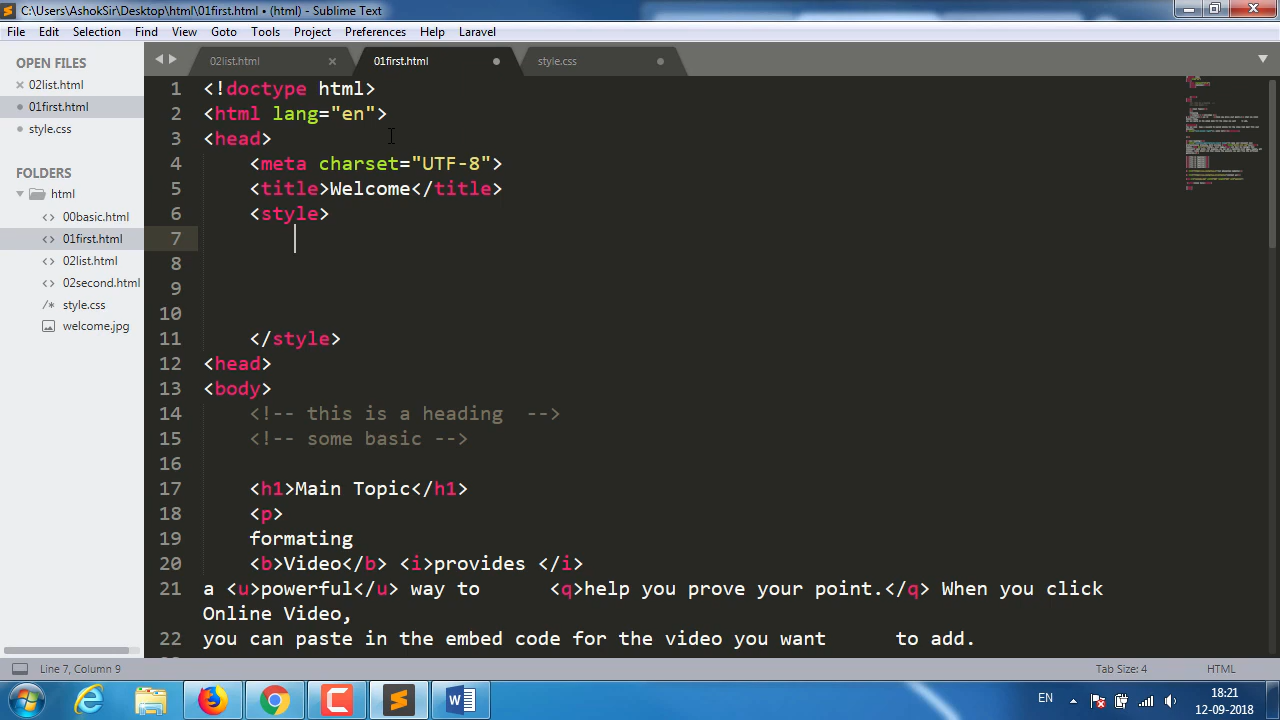 C:\Users\AshokSir\Desktop\html\01first.html • (html) - Sublime Text
File Edit Selection Find View Goto Tools Project Preferences Help Laravel
OPEN FILES
02list.html
01first.html
style.css
FOLDERS
html
00basic.html
01first.html
02list.html
02second.html
style.css
welcome.jpg
02list.html 01first.html style.css
1 <!doctype html>
2 <html lang="en">
3 <head>
4 <meta charset="UTF-8">
5 <title>Welcome</title>
6 <style>
7
8
9
10
11 </style>
12 <head>
13 <body>
14 <!-- this is a heading -->
15 <!-- some basic -->
16
17 <h1>Main Topic</h1>
18 <p>
19 formating
20 <b>Video</b> <i>provides </i>
21 a <u>powerful</u> way to <q>help you prove your point.</q> When you click
Online Video,
22 you can paste in the embed code for the video you want to add.
Line 7, Column 9
Tab Size: 4
HTML
EN
18:21
12-09-2018